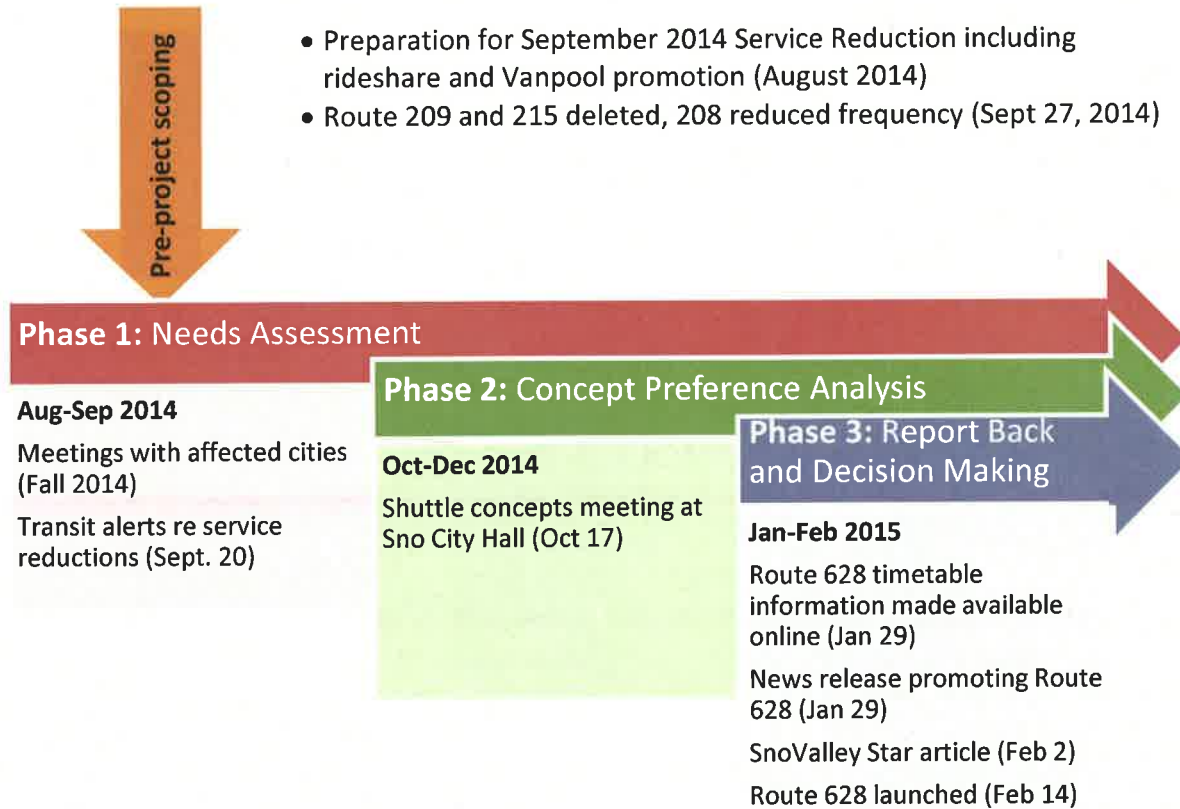 Pre-project scoping
• Preparation for September 2014 Service Reduction including
rideshare and Vanpool promotion (August 2014)
• Route 209 and 215 deleted, 208 reduced frequency (Sept 27, 2014)
Phase 1: Needs Assessment
Aug-Sep 2014
Meetings with affected cities
(Fall 2014)
Transit alerts re service
reductions (Sept. 20)
Phase 2: Concept Preference Analysis
Oct-Dec 2014
Shuttle concepts meeting at
Sno City Hall (Oct 17)
Phase 3: Report Back
and Decision Making
Jan-Feb 2015
Route 628 timetable
information made available
online (Jan 29)
News release promoting Route
628 (Jan 29)
SnoValley Star article (Feb 2)
Route 628 launched (Feb 14)